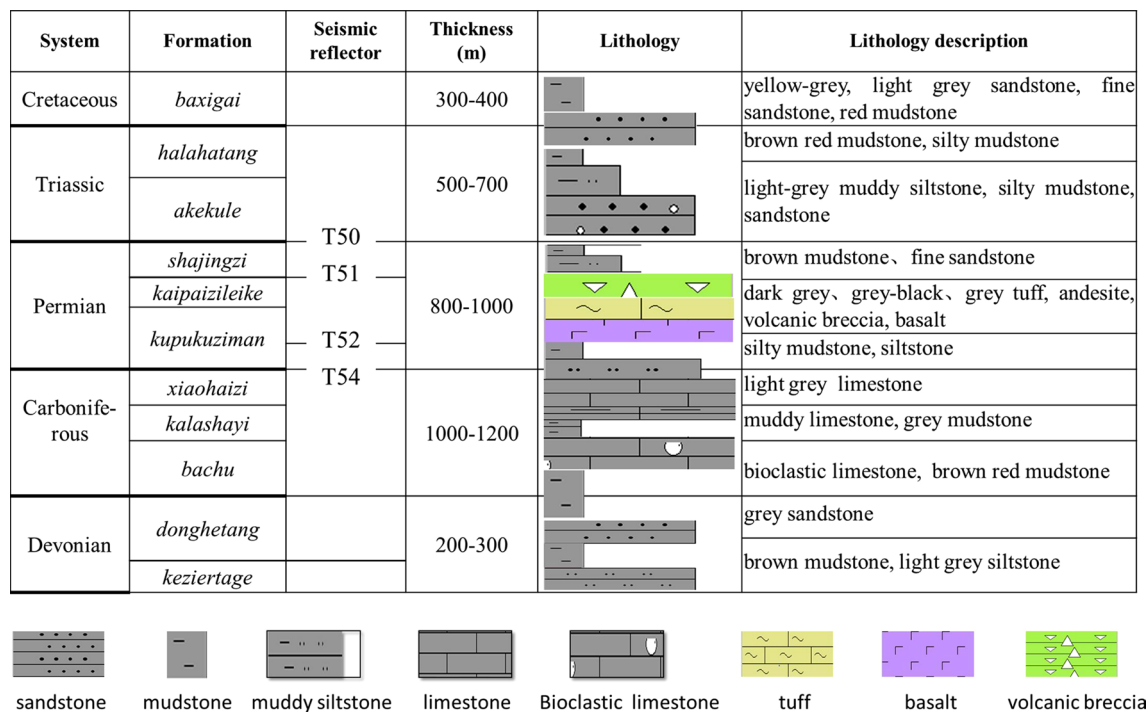 System
Formation
Seismic
reflector
Thickness
(m)
Lithology
Lithology description
Cretaceous
baxigai
300-400
yellow-grey, light grey sandstone, fine
sandstone, red mudstone
Triassic
halahatang
akekule
500-700
brown red mudstone, silty mudstone
light-grey muddy siltstone, silty mudstone,
sandstone
T50
Permian
shajingzi
T51
kaipaizileike
kupukuziman
T52
800-1000
brown mudstone、fine sandstone
dark grey、grey-black、grey tuff, andesite,
volcanic breccia, basalt
silty mudstone, siltstone
T54
Carbonife-
rous
xiaohaizi
kalashayi
bachu
1000-1200
light grey limestone
muddy limestone, grey mudstone
bioclastic limestone, brown red mudstone
Devonian
donghetang
keziertage
200-300
grey sandstone
brown mudstone, light grey siltstone
sandstone
mudstone
muddy siltstone
limestone
Bioclastic limestone
tuff
basalt
volcanic breccia